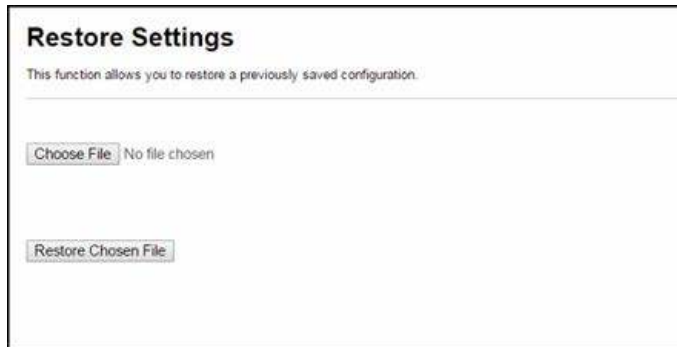 Restore Settings
This function allows you to restore a previously saved configuration.
Choose File No file chosen
Restore Chosen File